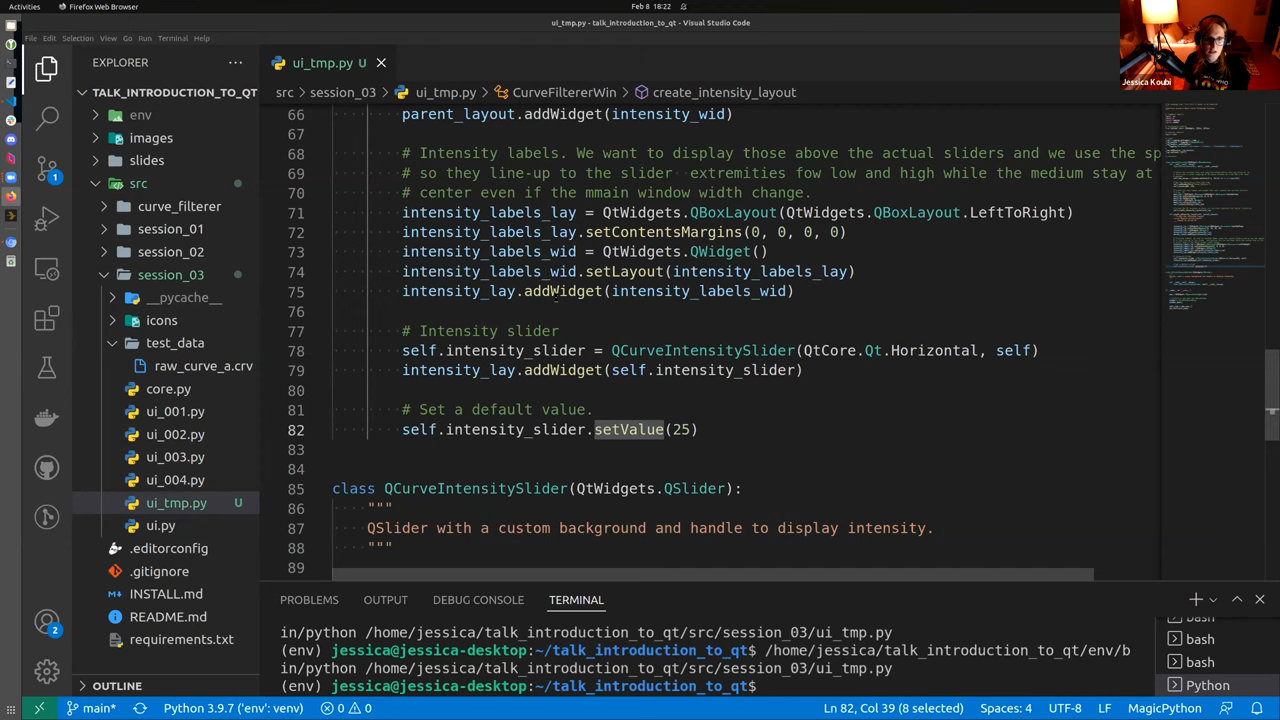 Activities
Firefox Web Browser
Feb 8 18:22
ui_tmp.py - talk_introduction_to_qt - Visual Studio Code
File Edit Selection View Go Run Terminal Help
Jessica Koubi
EXPLORER
ui_tmp.py U
TALK_INTRODUCTION_TO_QT
src session_03 CurveFiltererWin create_intensity_layout
env
images
slides
src
curve_filterer
session_01
session_02
session_03
__pycache__
icons
test_data
raw_curve_a.crv
core.py
ui_001.py
ui_002.py
ui_003.py
ui_004.py
ui_tmp.py U
ui.py
.editorconfig
.gitignore
INSTALL.md
README.md
requirements.txt
OUTLINE
1
2
66 parent_layout.addWidget(intensity_wid)
67
68 # Intensity labels. We want to display those above the actual sliders and we use the sp
69 so they line-up to the slider extremities fow low and high while the medium stay at
70 center if the main window width change.
71 intensity_labels_lay = QtWidgets.QBoxLayout(QtWidgets.QBoxLayout.LeftToRight)
72 intensity_labels_lay.setContentsMargins(0, 0, 0, 0)
73 intensity_labels_wid = QtWidgets.QWidget()
74 intensity_labels_wid.setLayout(intensity_labels_lay)
75 intensity_lay.addWidget(intensity_labels_wid)
76
77 # Intensity slider
78 self.intensity_slider = QCurveIntensitySlider(QtCore.Qt.Horizontal, self)
79 intensity_lay.addWidget(self.intensity_slider)
80
81 # Set a default value.
82 self.intensity_slider.setValue(25)
83
84
85 class QCurveIntensitySlider(QtWidgets.QSlider):
86 """
87 QSlider with a custom background and handle to display intensity.
88 """
89
PROBLEMS OUTPUT DEBUG CONSOLE TERMINAL
in/python /home/jessica/talk_introduction_to_qt/src/session_03/ui_tmp.py
(env) jessica@jessica-desktop:~/talk_introduction_to_qt$ /home/jessica/talk_introduction_to_qt/env/b
in/python /home/jessica/talk_introduction_to_qt/src/session_03/ui_tmp.py
(env) jessica@jessica-desktop:~/talk_introduction_to_qt$
bash
bash
bash
Python
main* Python 3.9.7 ('env': venv) 0 0 Ln 82, Col 39 (8 selected) Spaces: 4 UTF-8 LF MagicPython